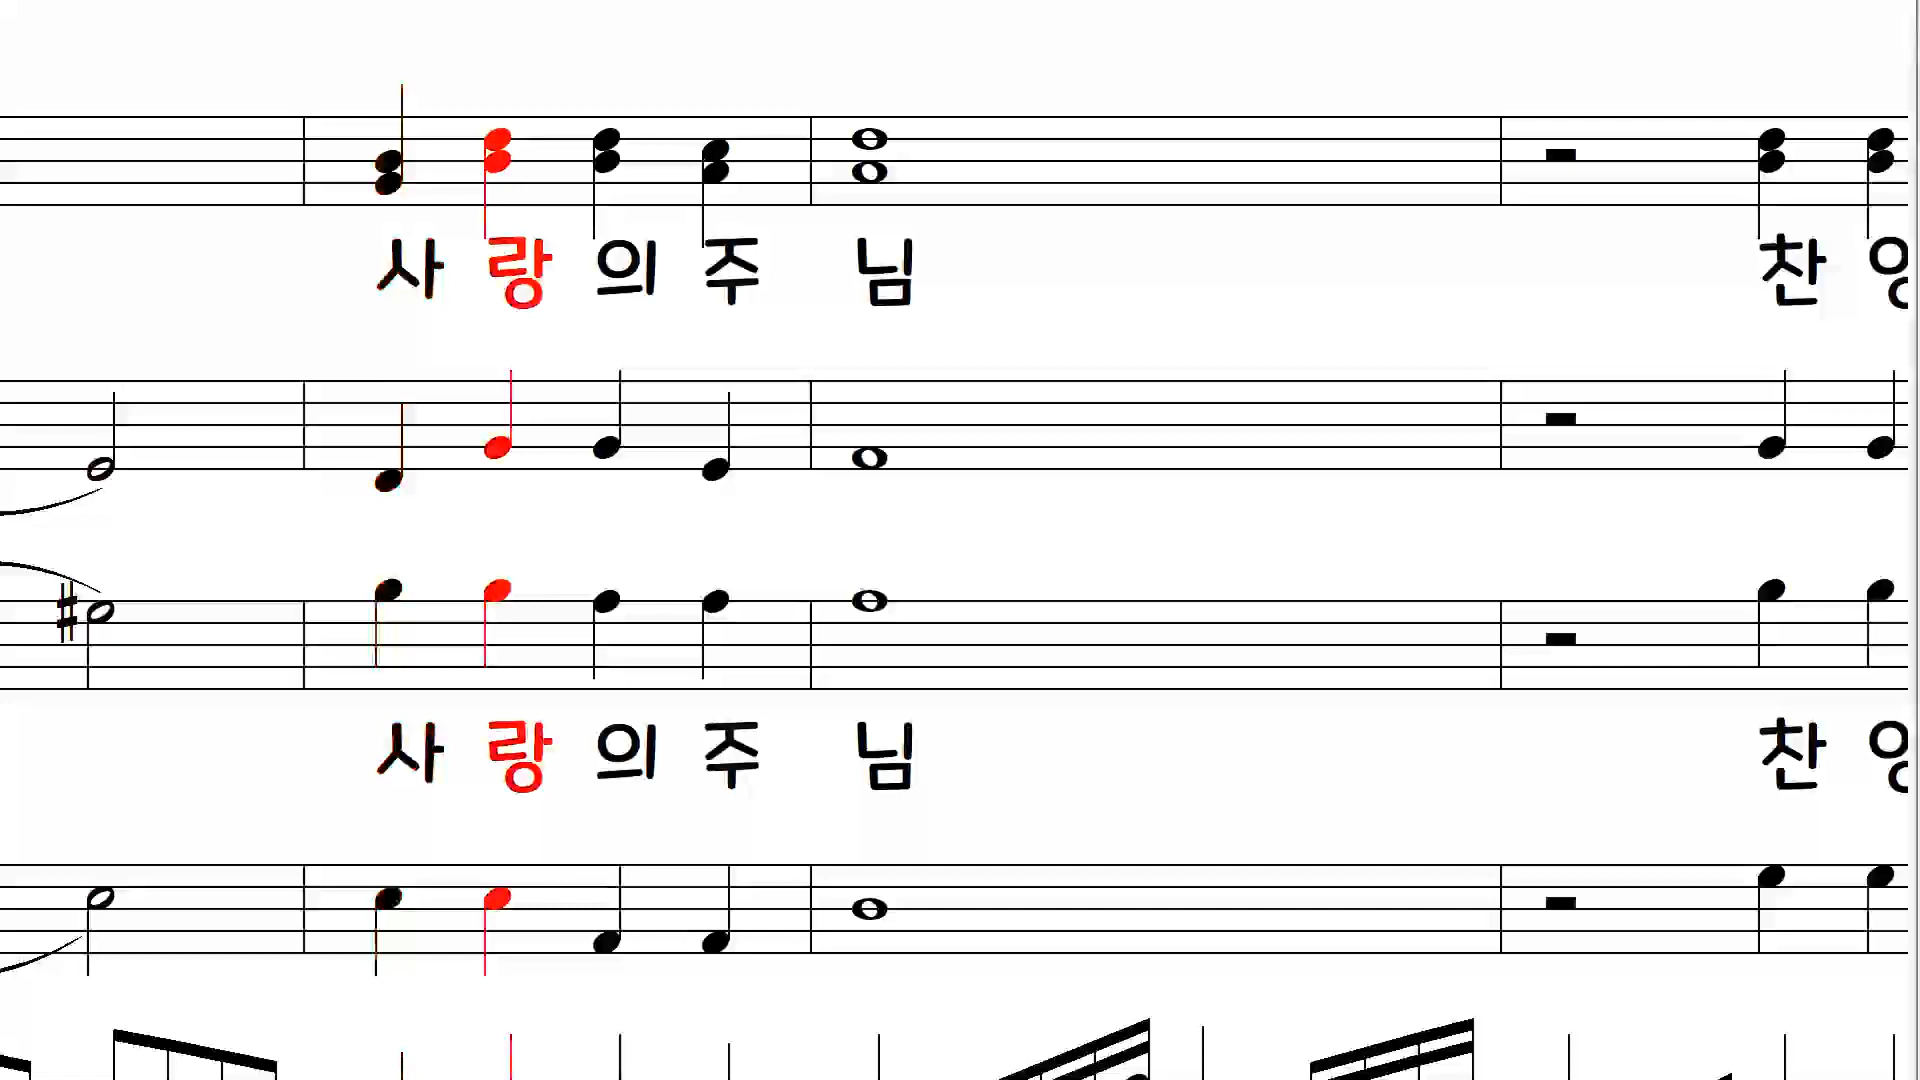 사 랑 의 주 님 찬
사 랑 의 주 님 찬